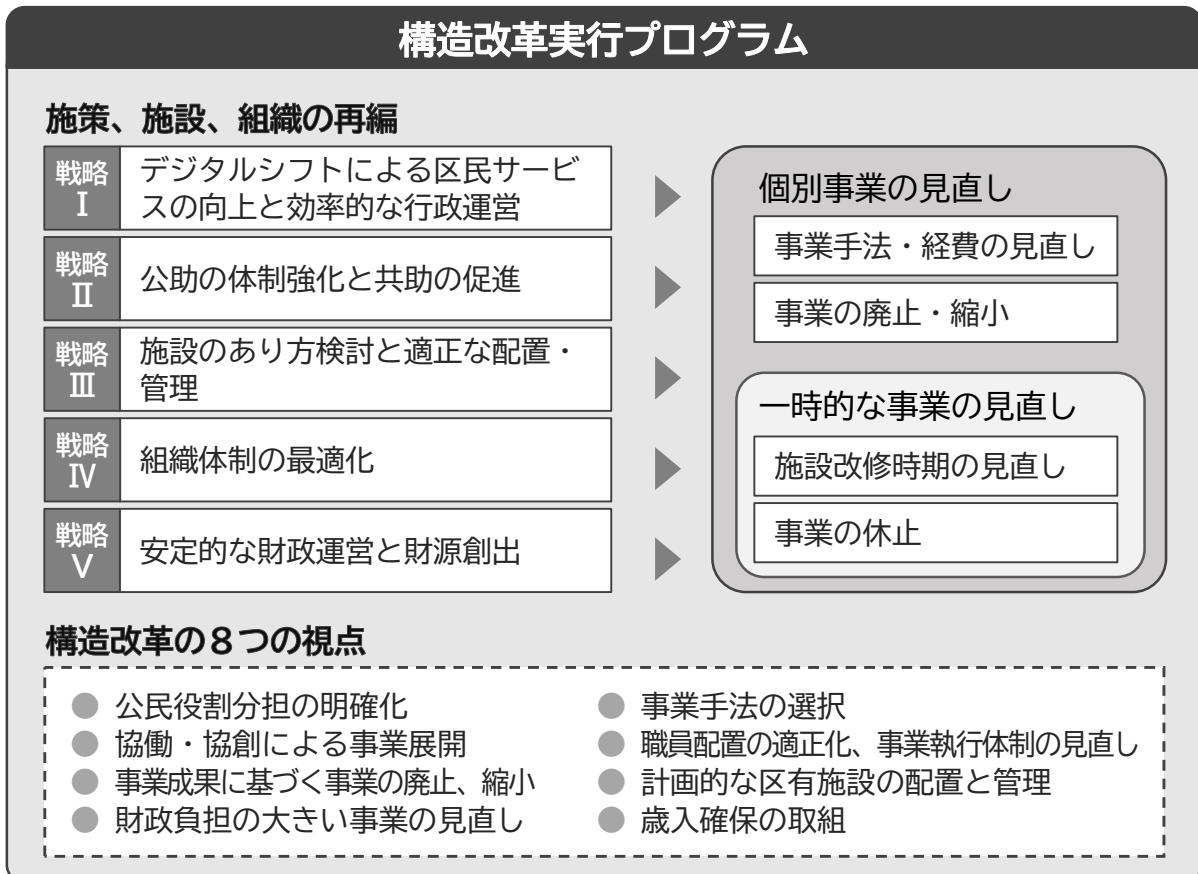 構造改革実行プログラム
施策、施設、組織の再編
戦略
Ⅰ
デジタルシフトによる区民サービ
スの向上と効率的な行政運営
戦略
Ⅱ
公助の体制強化と共助の促進
戦略
Ⅲ
施設のあり方検討と適正な配置・
管理
戦略
Ⅳ
組織体制の最適化
戦略
Ⅴ
安定的な財政運営と財源創出
個別事業の見直し
事業手法・経費の見直し
事業の廃止・縮小
一時的な事業の見直し
施設改修時期の見直し
事業の休止
構造改革の8つの視点
● 公民役割分担の明確化
● 協働・協創による事業展開
● 事業成果に基づく事業の廃止、縮小
● 財政負担の大きい事業の見直し
● 事業手法の選択
● 職員配置の適正化、事業執行体制の見直し
● 計画的な区有施設の配置と管理
● 歳入確保の取組